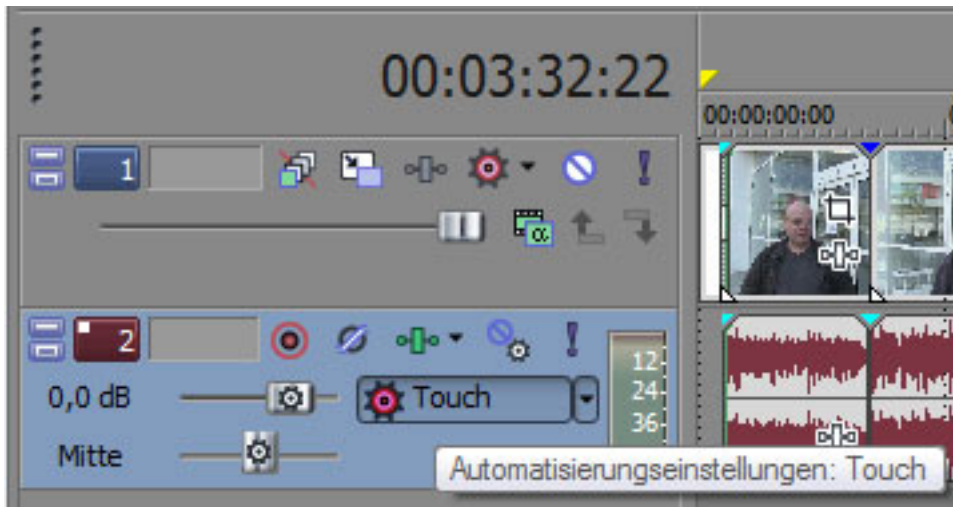 00:03:32:22
00:00:00:00
1
α
2
12
24
36
0,0 dB
Touch
Mitte
Automatisierungseinstellungen: Touch